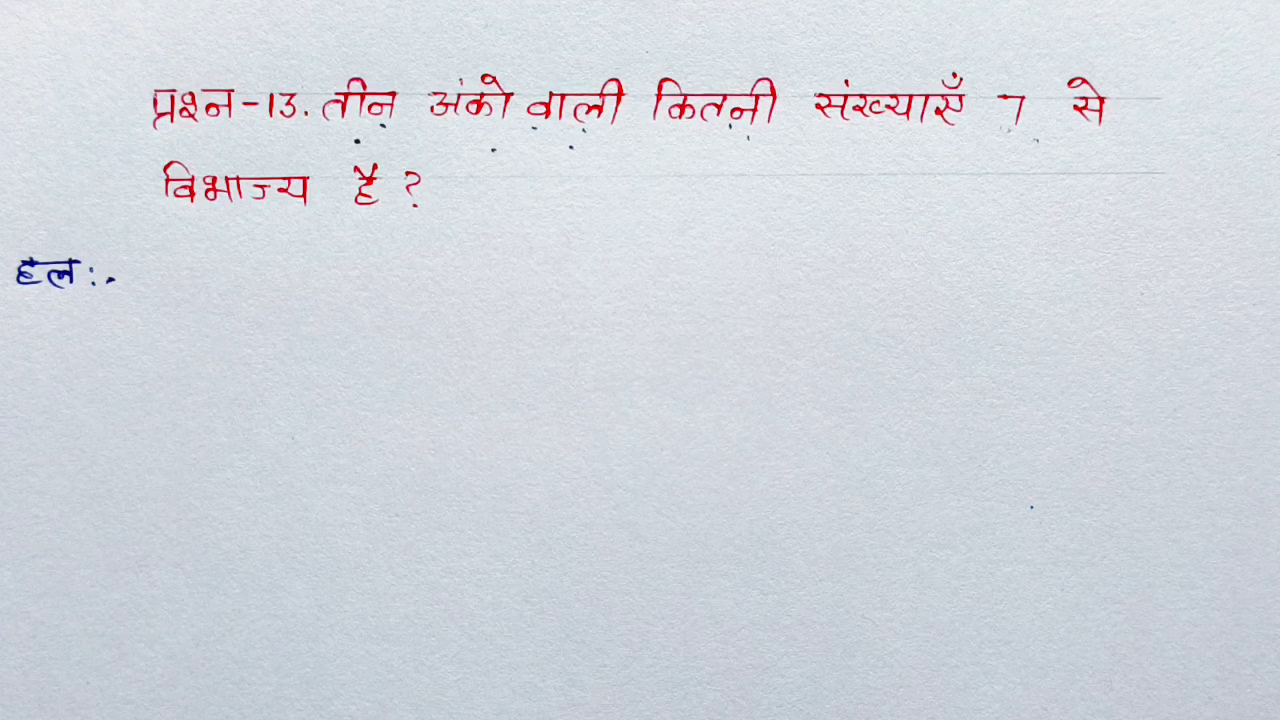 प्रश्न-13. तीन अंको वाली कितनी संख्याएँ 7 से
विभाज्य है ?
हल :.